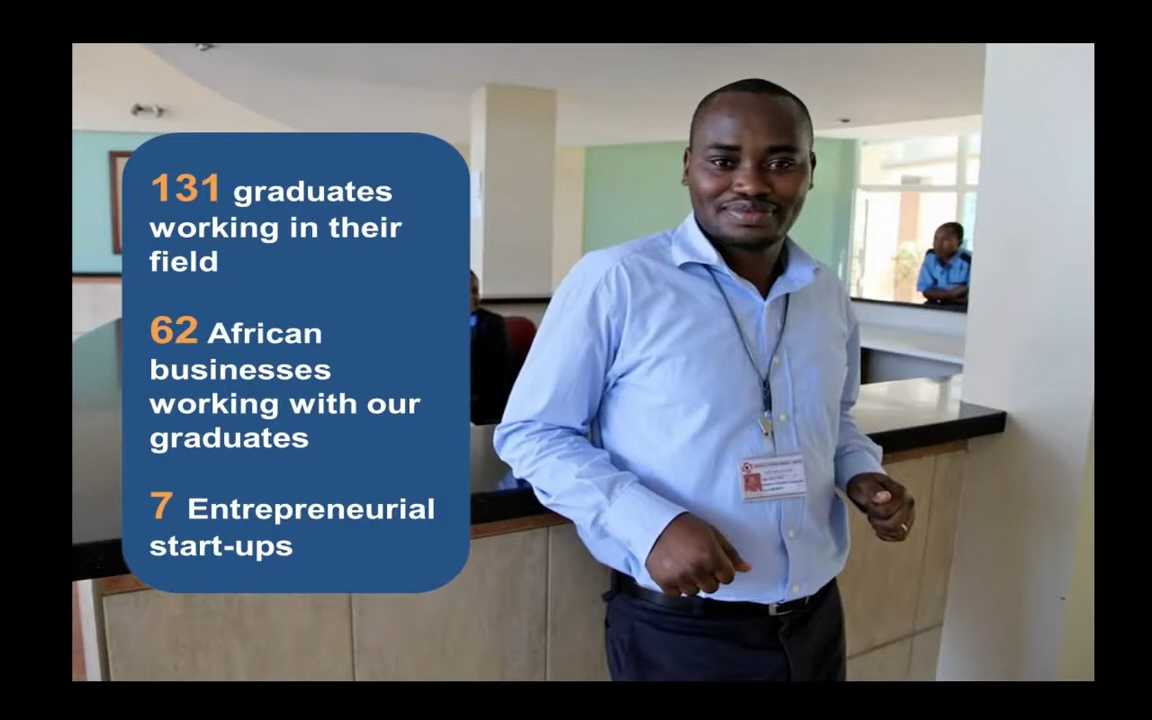 131 graduates
working in their
field
62 African
businesses
working with our
graduates
7 Entrepreneurial
start-ups